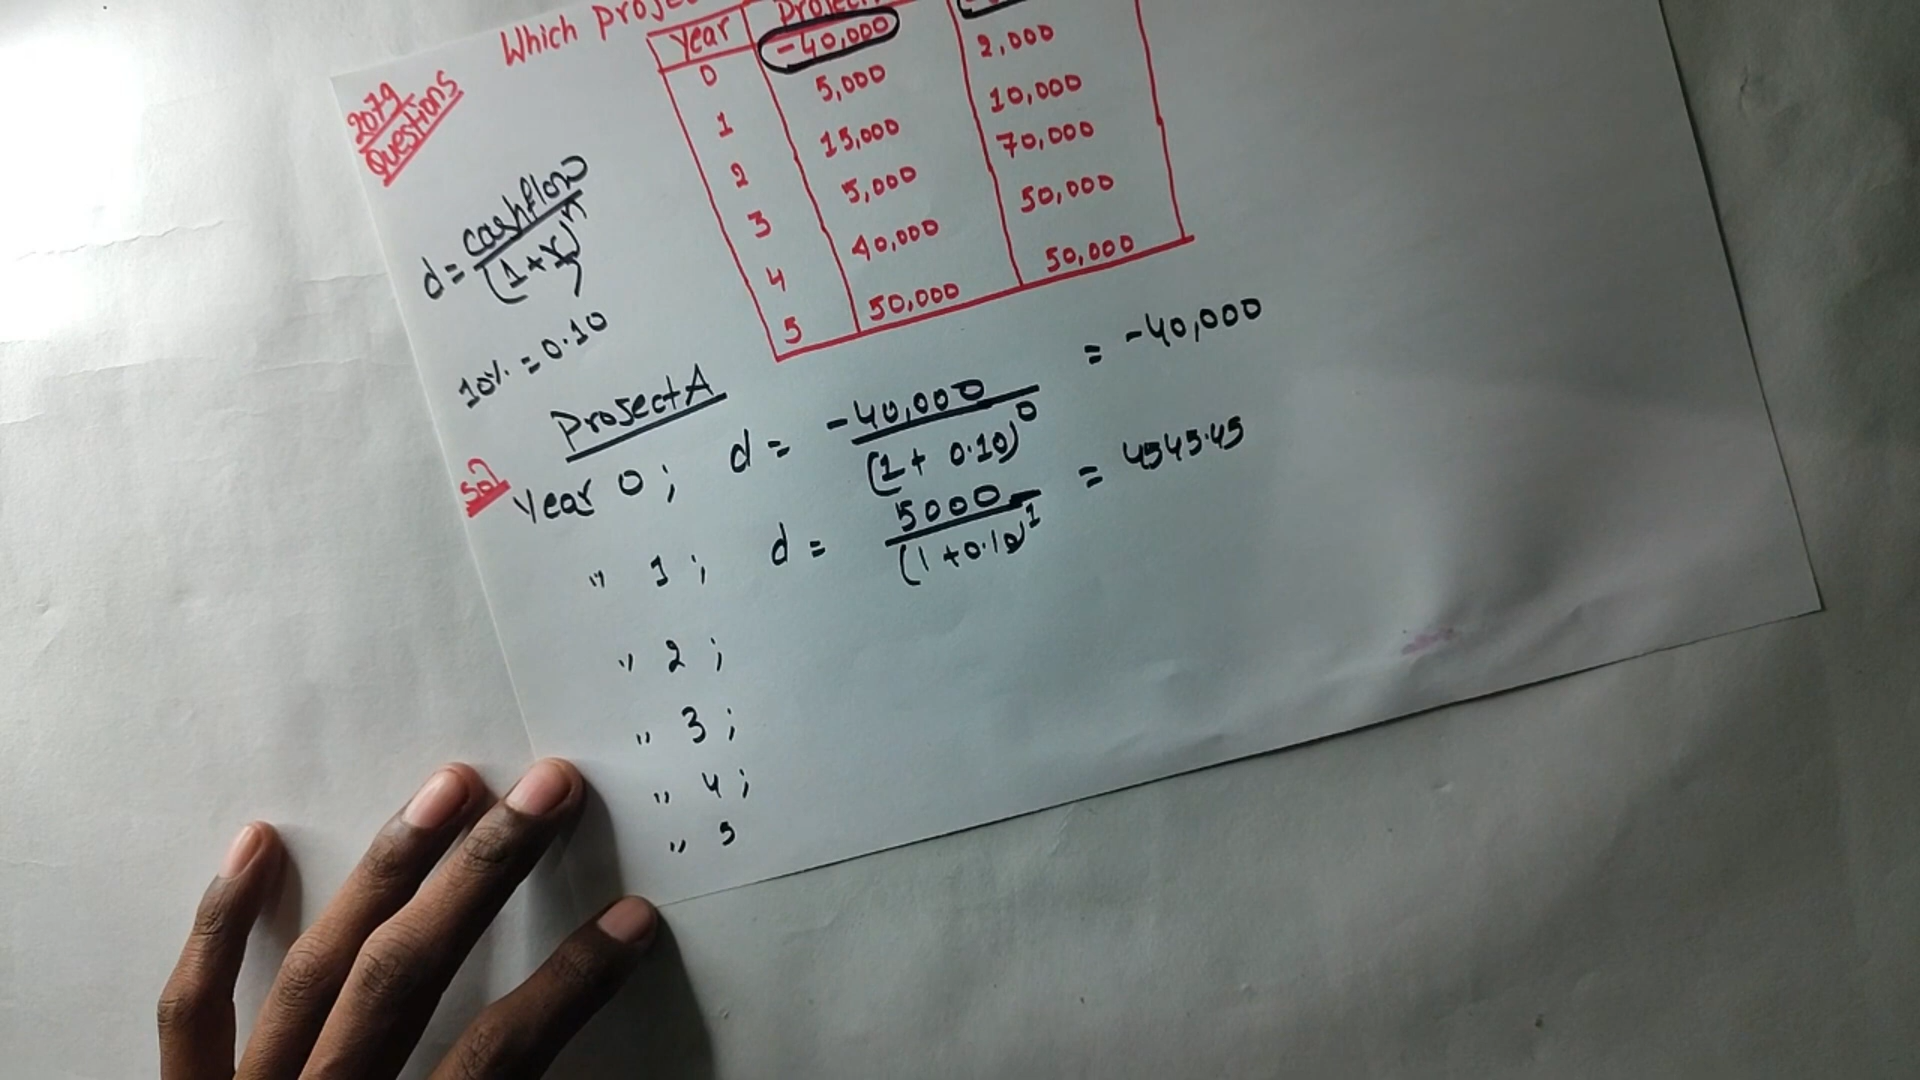 Which proje
2079
Questions
Year Project
0 -40,000
1 5,000 2,000
2 15,000 10,000
3 5,000 70,000
4 40,000 50,000
5 50,000 50,000
d = cashflow
(1+r)^n
10% = 0.10
Project A
sol
Year 0 ; d = -40,000 = -40,000
(1 + 0.10)^0
" 1 ; d = 5000 = 4545.45
(1 + 0.10)^1
" 2 ;
" 3 ;
" 4 ;
" 5